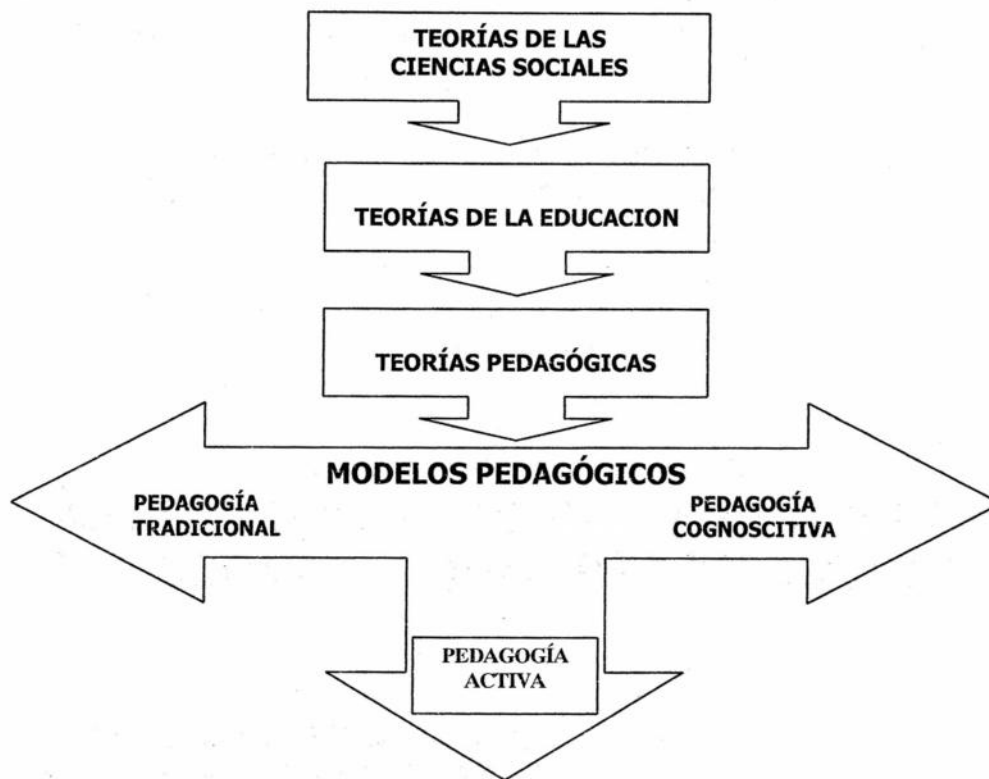 TEORÍAS DE LAS
CIENCIAS SOCIALES
TEORÍAS DE LA EDUCACION
TEORÍAS PEDAGÓGICAS
MODELOS PEDAGÓGICOS
PEDAGOGÍA
TRADICIONAL
PEDAGOGÍA
COGNOSCITIVA
PEDAGOGÍA
ACTIVA